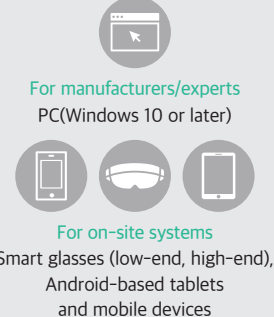 For manufacturers/experts
PC(Windows 10 or later)
For on-site systems
Smart glasses (low-end, high-end),
Android-based tablets
and mobile devices